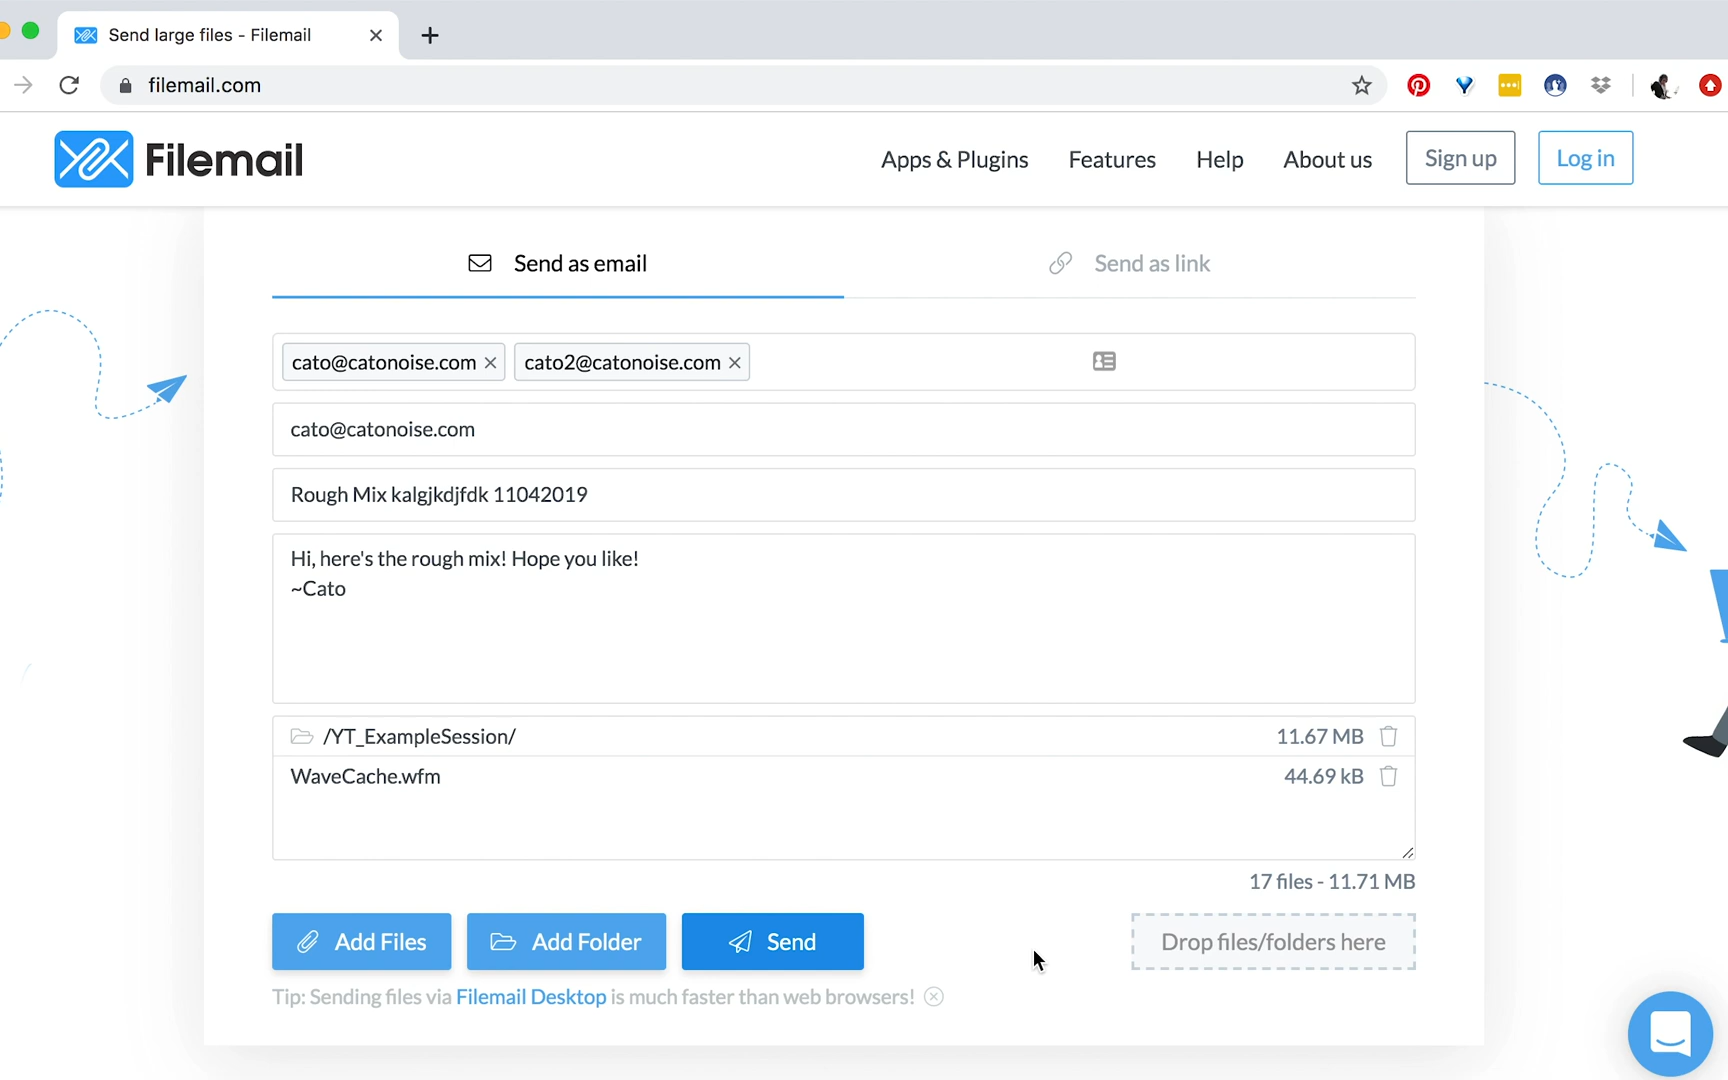 Send large files - Filemail
filemail.com
Filemail
Apps & Plugins
Features
Help
About us
Sign up
Log in
Send as email
Send as link
cato@catonoise.com
cato2@catonoise.com
cato@catonoise.com
Rough Mix kalgjkdjfdk 11042019
Hi, here's the rough mix! Hope you like!
~Cato
/YT_ExampleSession/ 11.67 MB
WaveCache.wfm 44.69 kB
17 files - 11.71 MB
Add Files
Add Folder
Send
Drop files/folders here
Tip: Sending files via Filemail Desktop is much faster than web browsers!